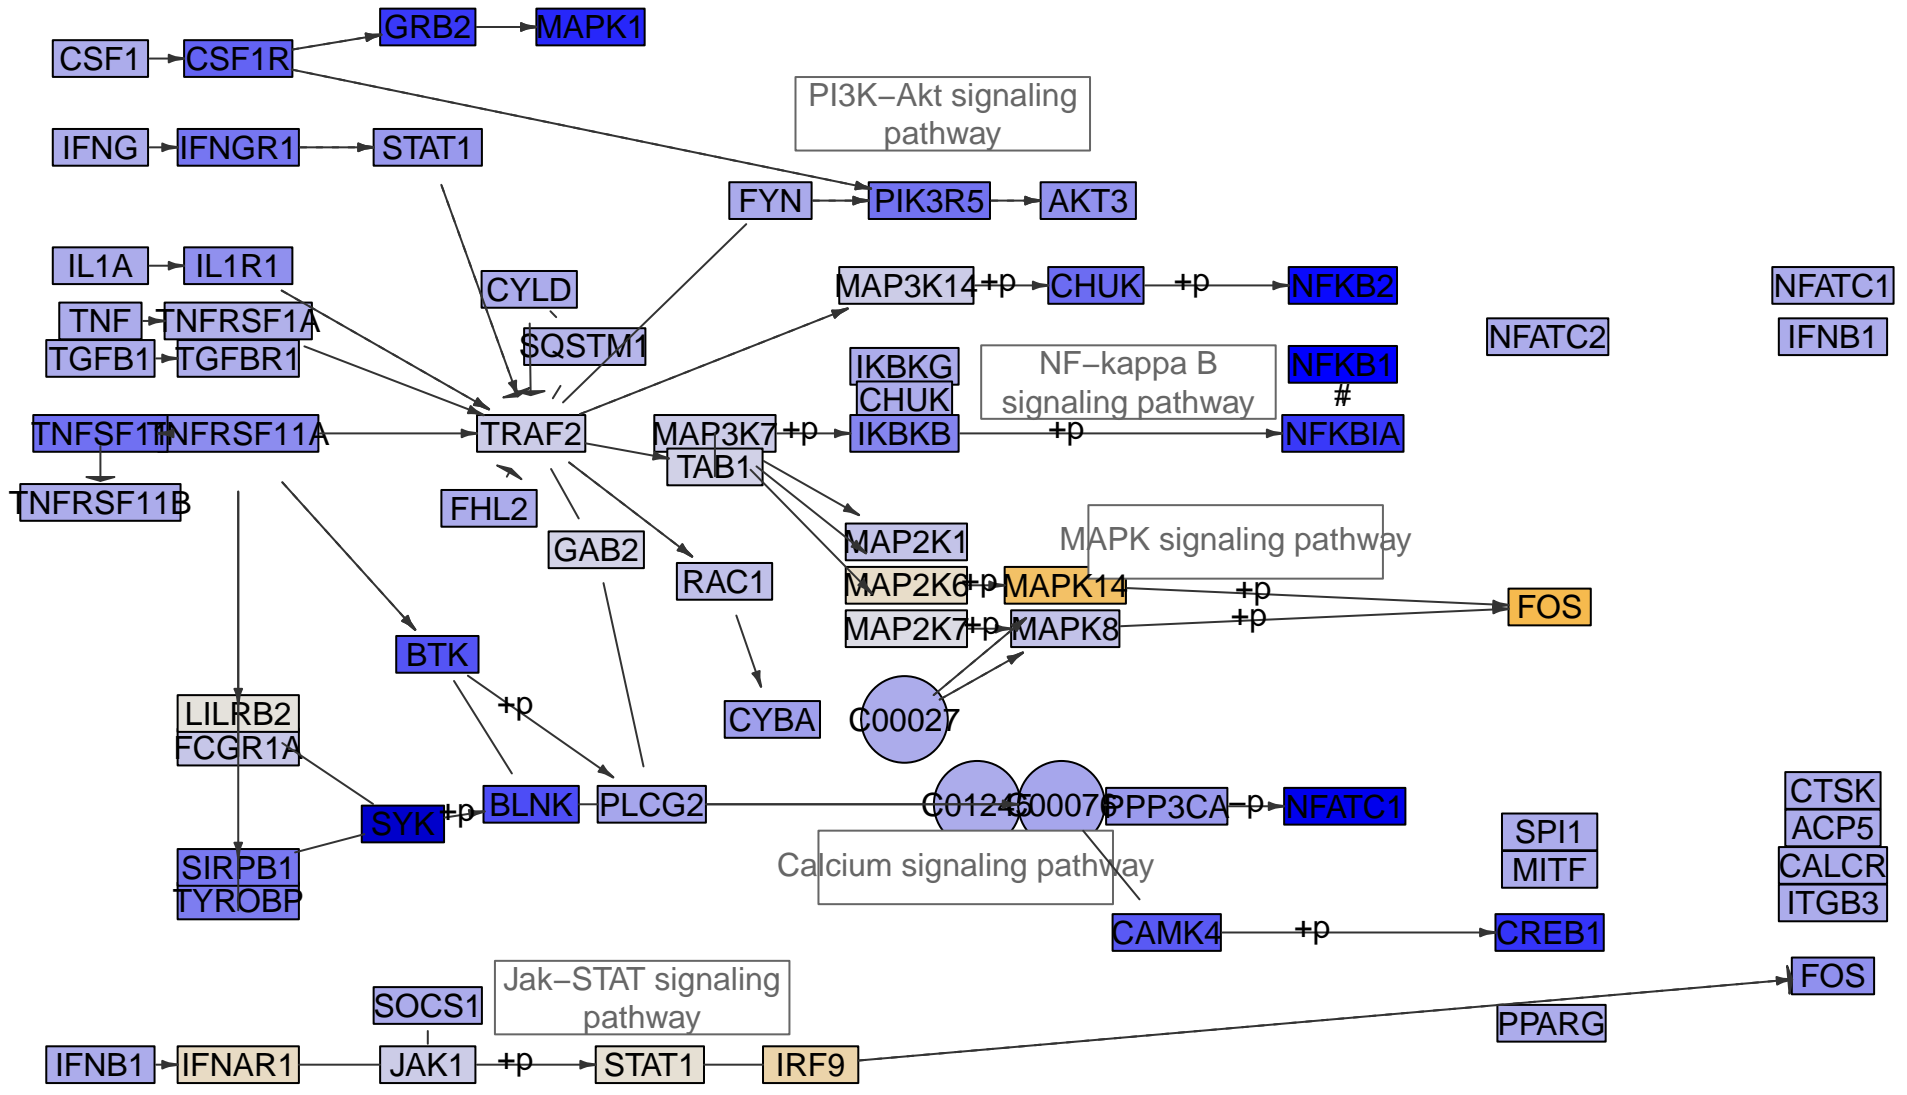 GRB2
MAPK1
CSF1
CSF1R
PI3K–Akt signaling
pathway
IFNG
IFNGR1
STAT1
FYN
PIK3R5
AKT3
IL1A
IL1R1
CYLD
MAP3K14
+p
CHUK
+p
NFKB2
NFATC1
TNF
TNFRSF1A
SQSTM1
NFATC2
IFNB1
TGFB1
TGFBR1
IKBKG
NF–kappa B
signaling pathway
NFKB1
#
CHUK
TNFRSF11A
TRAF2
MAP3K7
+p
IKBKB
+p
NFKBIA
TAB1
TNFRSF11B
FHL2
GAB2
MAP2K1
MAPK signaling pathway
RAC1
MAP2K6
+p
MAPK14
+p
FOS
MAP2K7
+p
MAPK8
+p
BTK
+p
LILRB2
CYBA
C00027
FCGR1A
SYK
+p
BLNK
PLCG2
C01245
C00076
PPP3CA
–p
NFATC1
CTSK
SPI1
ACP5
SIRPB1
Calcium signaling pathway
MITF
CALCR
TYROBP
ITGB3
CAMK4
+p
CREB1
Jak–STAT signaling
pathway
FOS
SOCS1
PPARG
IFNB1
IFNAR1
JAK1
+p
STAT1
IRF9